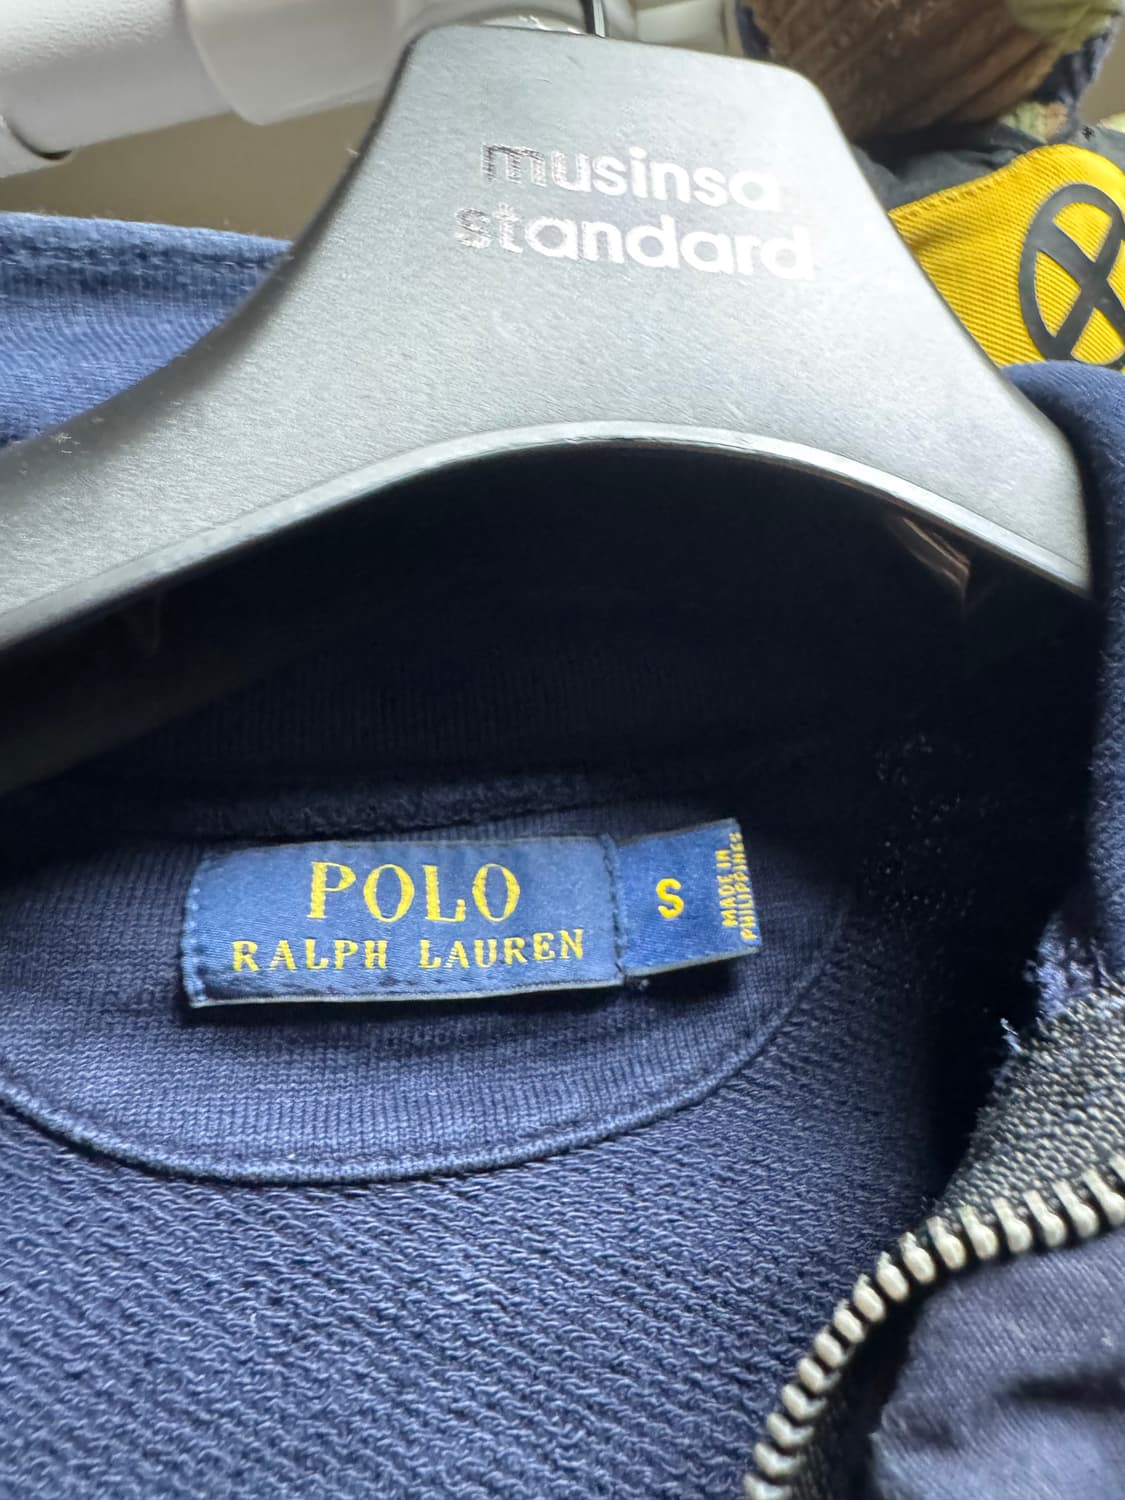 musinsa
standard
POLO
RALPH LAUREN
S
MADE IN
PHILIPPINES